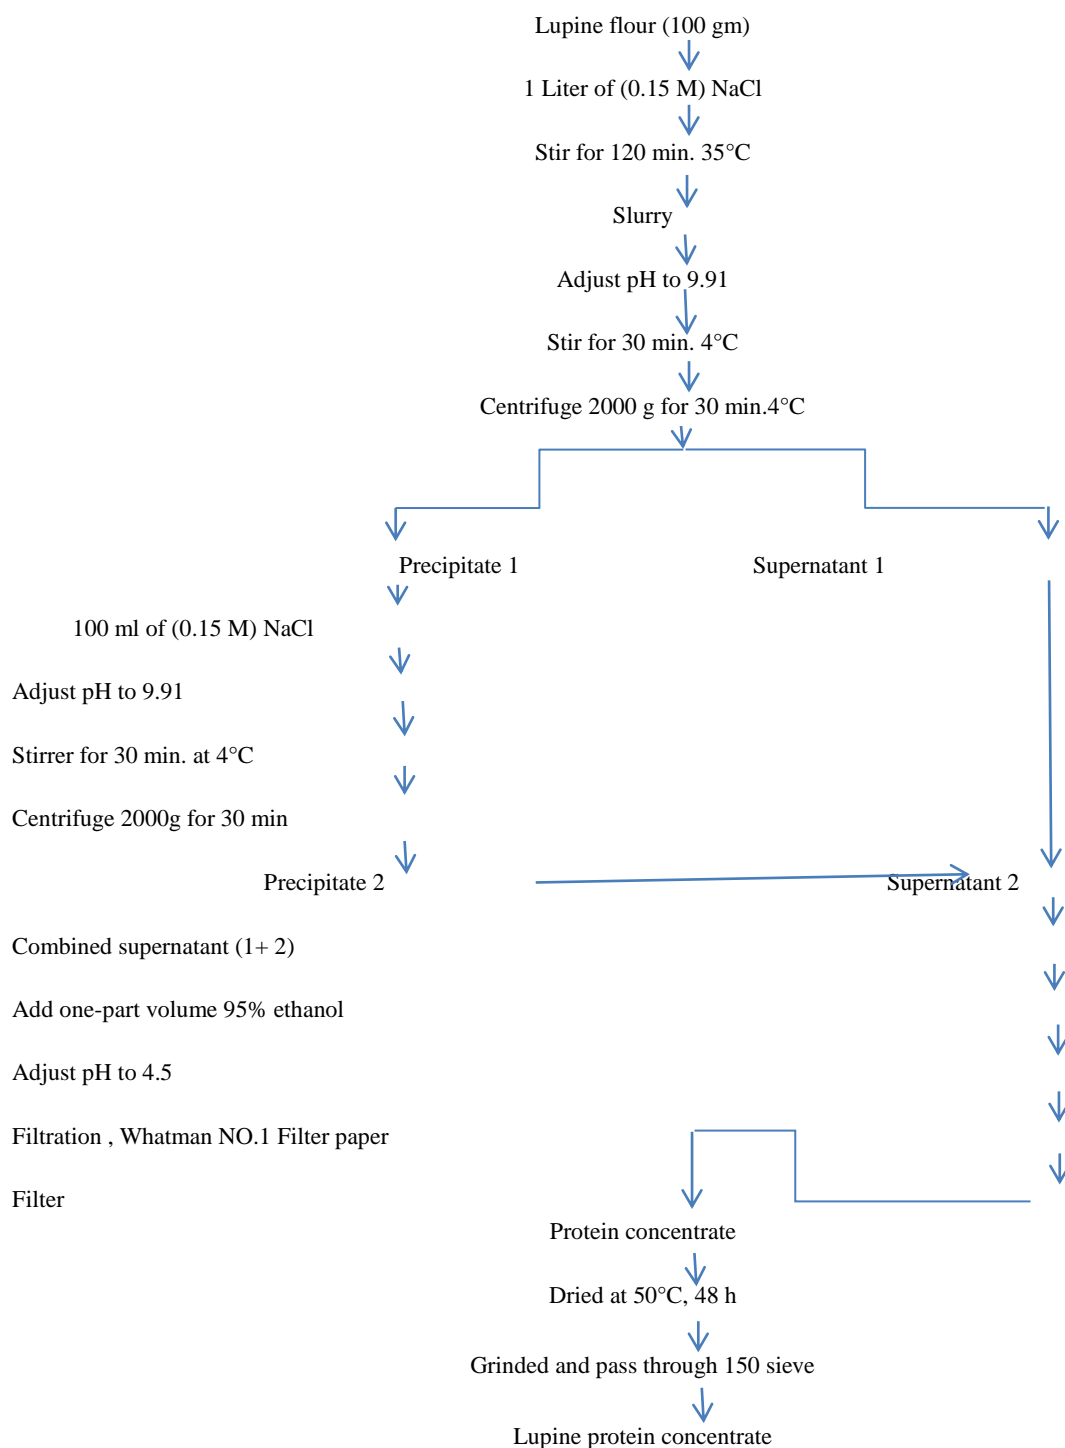 Lupine flour (100 gm)
1 Liter of (0.15 M) NaCl
Stir for 120 min. 35°C
Slurry
Adjust pH to 9.91
Stir for 30 min. 4°C
Centrifuge 2000 g for 30 min.4°C
Precipitate 1 Supernatant 1
100 ml of (0.15 M) NaCl
Adjust pH to 9.91
Stirrer for 30 min. at 4°C
Centrifuge 2000g for 30 min
Precipitate 2 Supernatant 2
Combined supernatant (1+ 2)
Add one-part volume 95% ethanol
Adjust pH to 4.5
Filtration , Whatman NO.1 Filter paper
Filter
Protein concentrate
Dried at 50°C, 48 h
Grinded and pass through 150 sieve
Lupine protein concentrate